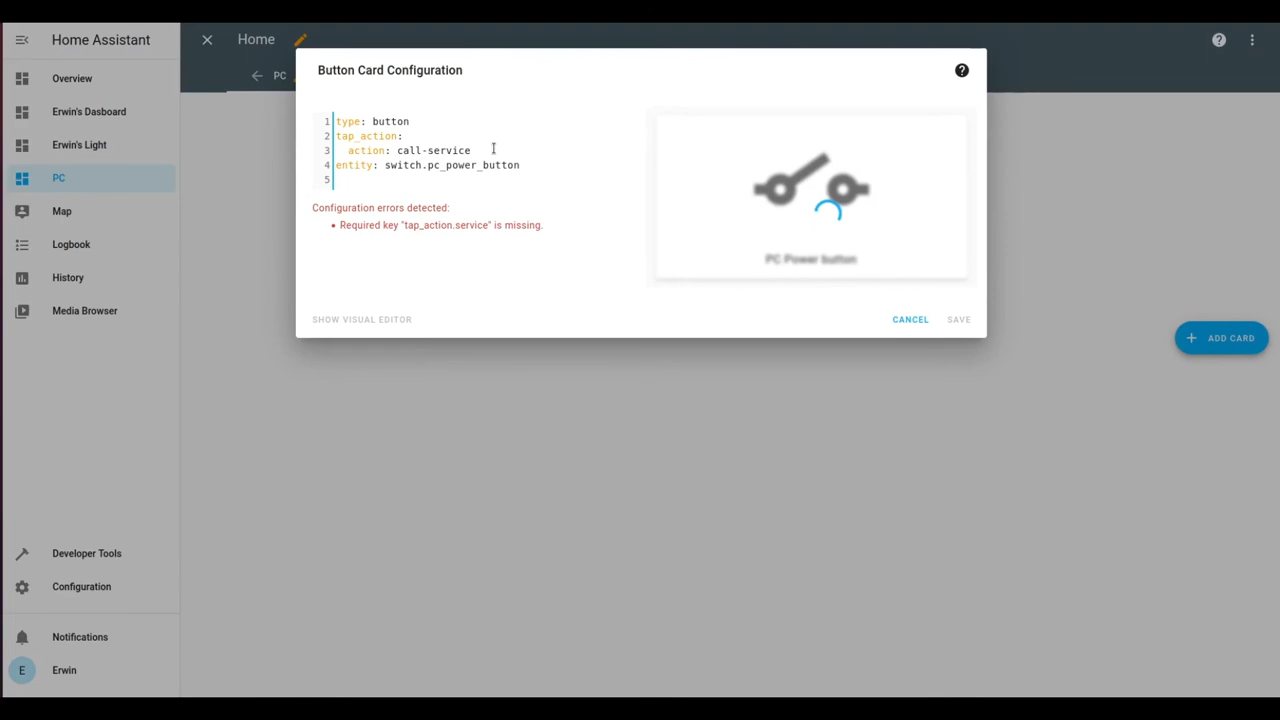 Home Assistant
Home
Overview
Erwin's Dasboard
Erwin's Light
PC
Map
Logbook
History
Media Browser
Developer Tools
Configuration
Notifications
E
Erwin
PC
Button Card Configuration
?
1 type: button
2 tap_action:
3   action: call-service
4 entity: switch.pc_power_button
5
Configuration errors detected:
• Required key "tap_action.service" is missing.
PC Power button
SHOW VISUAL EDITOR
CANCEL
SAVE
+ ADD CARD
?